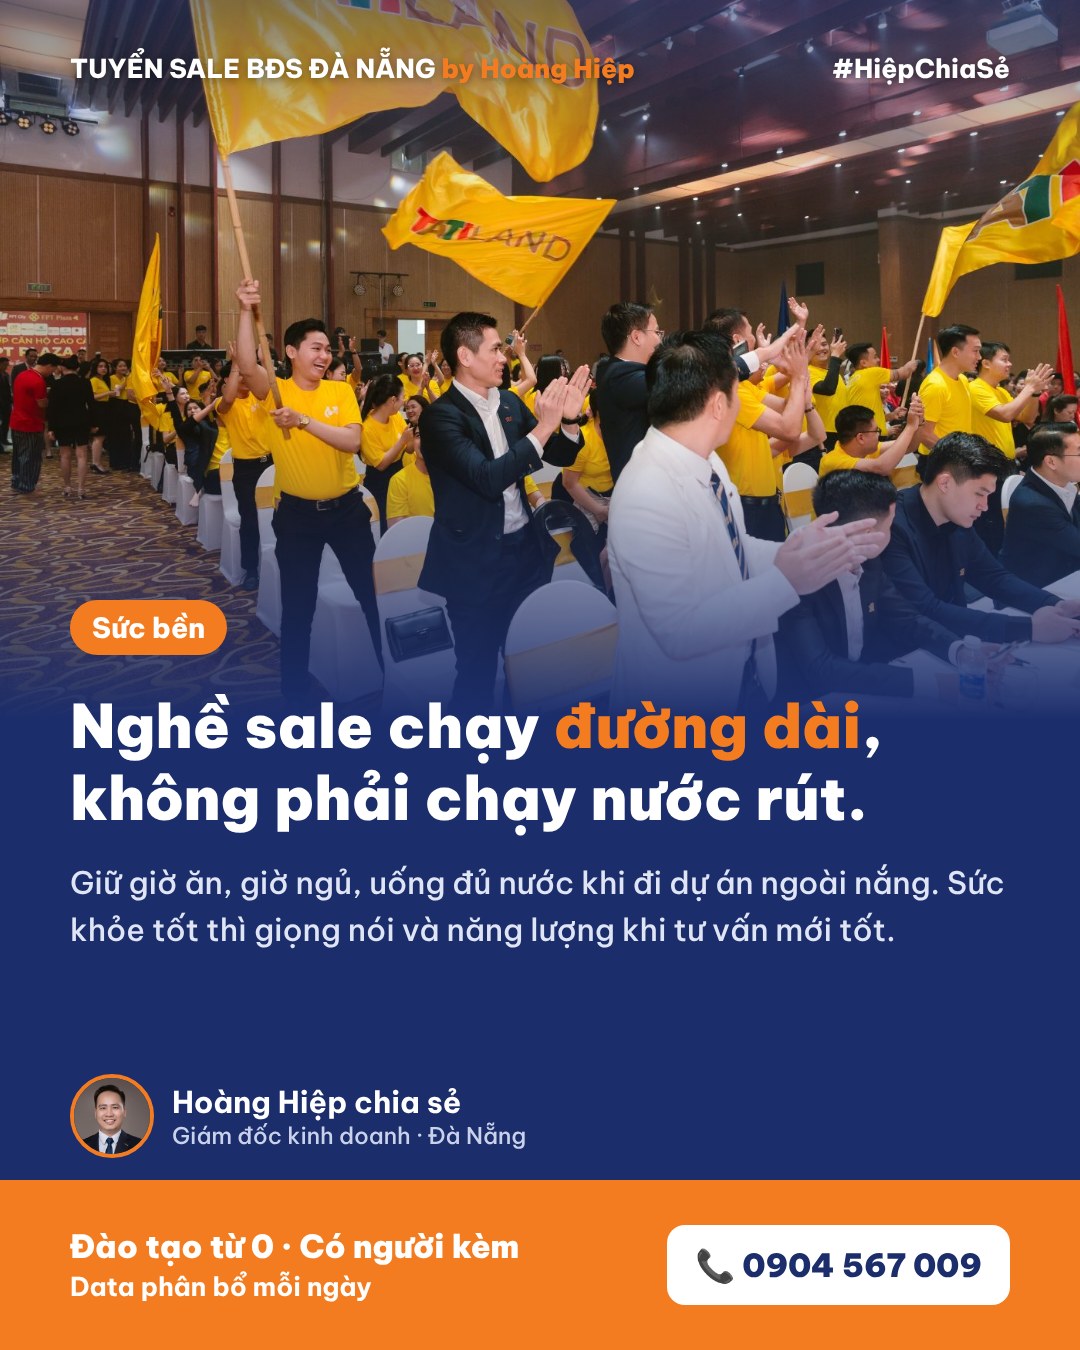 TUYỂN SALE BĐS ĐÀ NẴNG by Hoàng Hiệp
#HiệpChiaSẻ
TATILAND
FPT Plaza
Sức bền
Nghề sale chạy đường dài,
không phải chạy nước rút.
Giữ giờ ăn, giờ ngủ, uống đủ nước khi đi dự án ngoài nắng. Sức
khỏe tốt thì giọng nói và năng lượng khi tư vấn mới tốt.
Hoàng Hiệp chia sẻ
Giám đốc kinh doanh · Đà Nẵng
Đào tạo từ 0 · Có người kèm
Data phân bổ mỗi ngày
0904 567 009